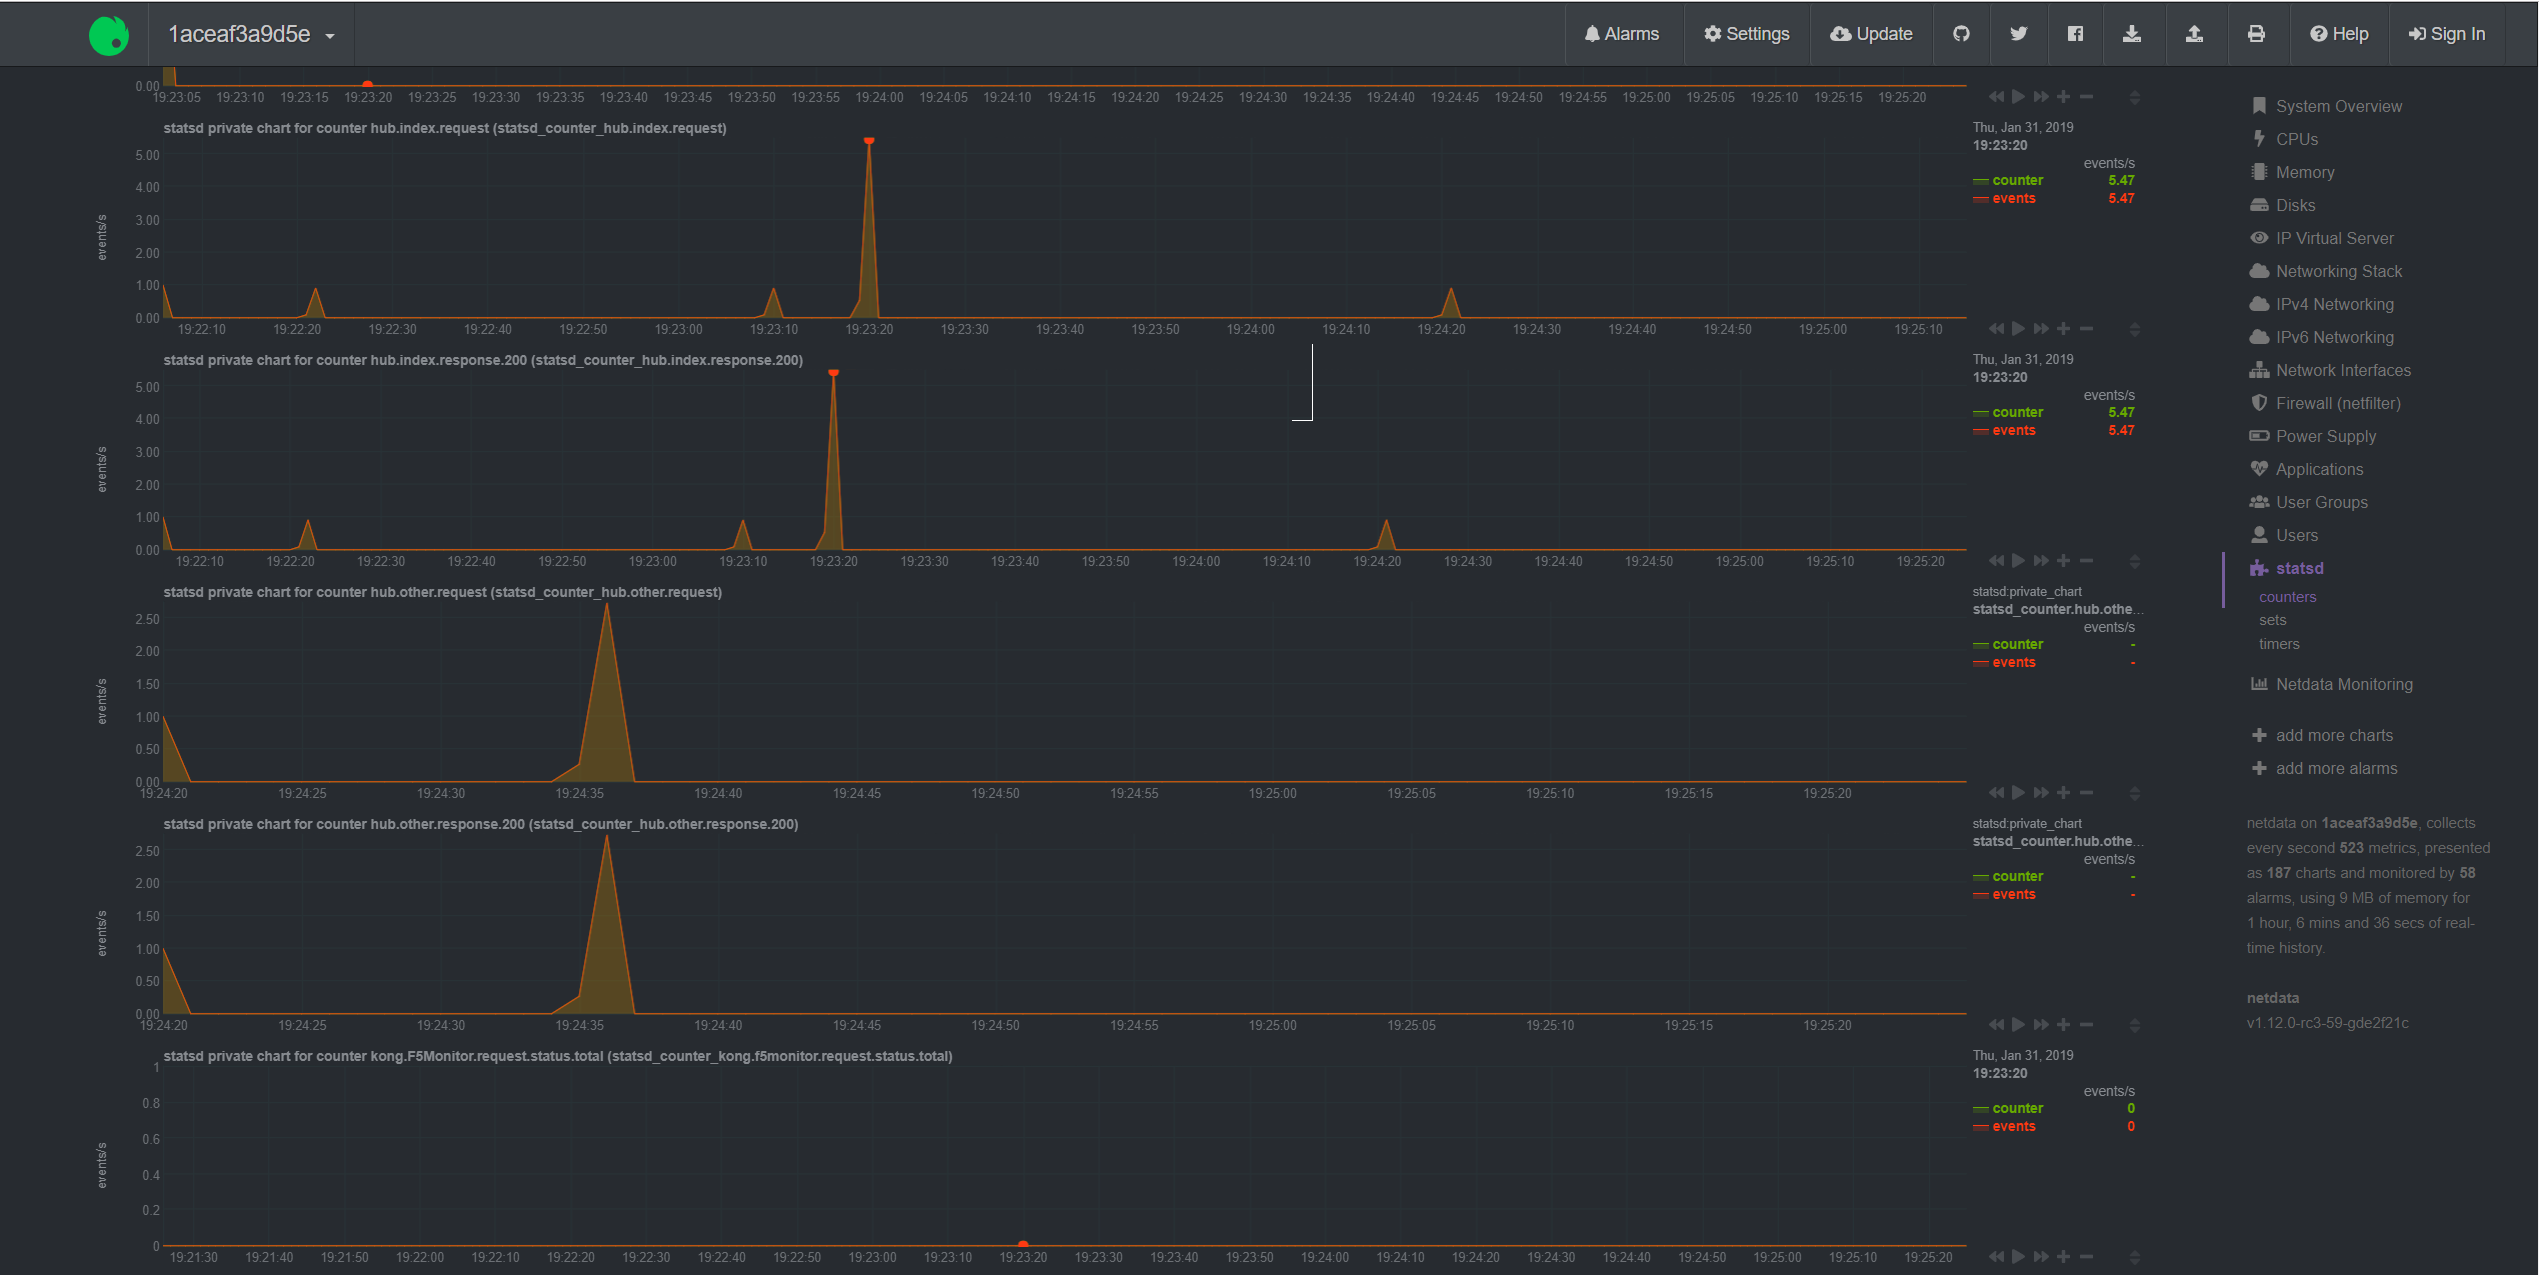 1aceaf3a9d5e
Alarms Settings Update Help Sign In
0.00
19:23:05 19:23:10 19:23:15 19:23:20 19:23:25 19:23:30 19:23:35 19:23:40 19:23:45 19:23:50 19:23:55 19:24:00 19:24:05 19:24:10 19:24:15 19:24:20 19:24:25 19:24:30 19:24:35 19:24:40 19:24:45 19:24:50 19:24:55 19:25:00 19:25:05 19:25:10 19:25:15 19:25:20
statsd private chart for counter hub.index.request (statsd_counter_hub.index.request)
events/s
5.00
4.00
3.00
2.00
1.00
0.00
19:22:10 19:22:20 19:22:30 19:22:40 19:22:50 19:23:00 19:23:10 19:23:20 19:23:30 19:23:40 19:23:50 19:24:00 19:24:10 19:24:20 19:24:30 19:24:40 19:24:50 19:25:00 19:25:10
Thu, Jan 31, 2019
19:23:20
events/s
counter 5.47
events 5.47
statsd private chart for counter hub.index.response.200 (statsd_counter_hub.index.response.200)
events/s
5.00
4.00
3.00
2.00
1.00
0.00
19:22:10 19:22:20 19:22:30 19:22:40 19:22:50 19:23:00 19:23:10 19:23:20 19:23:30 19:23:40 19:23:50 19:24:00 19:24:10 19:24:20 19:24:30 19:24:40 19:24:50 19:25:00 19:25:10 19:25:20
Thu, Jan 31, 2019
19:23:20
events/s
counter 5.47
events 5.47
statsd private chart for counter hub.other.request (statsd_counter_hub.other.request)
events/s
2.50
2.00
1.50
1.00
0.50
0.00
19:24:20 19:24:25 19:24:30 19:24:35 19:24:40 19:24:45 19:24:50 19:24:55 19:25:00 19:25:05 19:25:10 19:25:15 19:25:20
statsd:private_chart
statsd_counter.hub.othe...
events/s
counter -
events -
statsd private chart for counter hub.other.response.200 (statsd_counter_hub.other.response.200)
events/s
2.50
2.00
1.50
1.00
0.50
0.00
19:24:20 19:24:25 19:24:30 19:24:35 19:24:40 19:24:45 19:24:50 19:24:55 19:25:00 19:25:05 19:25:10 19:25:15 19:25:20
statsd:private_chart
statsd_counter.hub.othe...
events/s
counter -
events -
statsd private chart for counter kong.F5Monitor.request.status.total (statsd_counter_kong.f5monitor.request.status.total)
events/s
1
0.8
0.6
0.4
0.2
0
19:21:30 19:21:40 19:21:50 19:22:00 19:22:10 19:22:20 19:22:30 19:22:40 19:22:50 19:23:00 19:23:10 19:23:20 19:23:30 19:23:40 19:23:50 19:24:00 19:24:10 19:24:20 19:24:30 19:24:40 19:24:50 19:25:00 19:25:10 19:25:20
Thu, Jan 31, 2019
19:23:20
events/s
counter 0
events 0
System Overview
CPUs
Memory
Disks
IP Virtual Server
Networking Stack
IPv4 Networking
IPv6 Networking
Network Interfaces
Firewall (netfilter)
Power Supply
Applications
User Groups
Users
statsd
counters
sets
timers
Netdata Monitoring
add more charts
add more alarms
netdata on 1aceaf3a9d5e, collects
every second 523 metrics, presented
as 187 charts and monitored by 58
alarms, using 9 MB of memory for
1 hour, 6 mins and 36 secs of real-
time history.
netdata
v1.12.0-rc3-59-gde2f21c